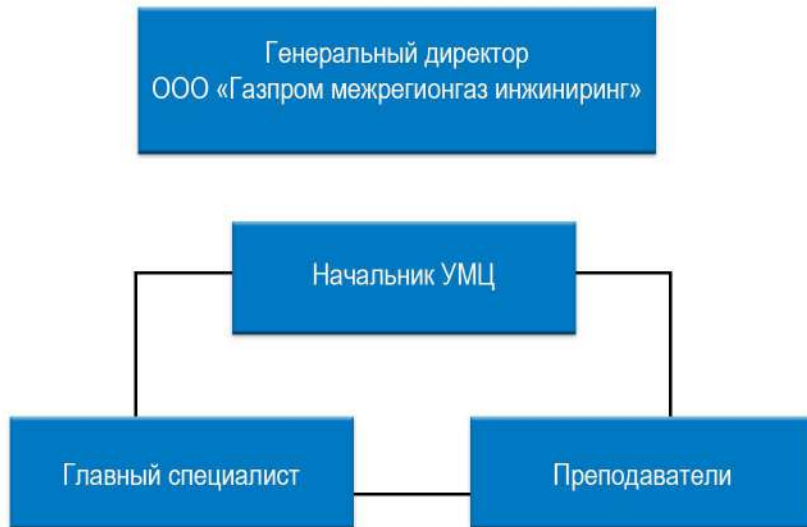 Генеральный директор
ООО «Газпром межрегионгаз инжиниринг»
Начальник УМЦ
Главный специалист
Преподаватели